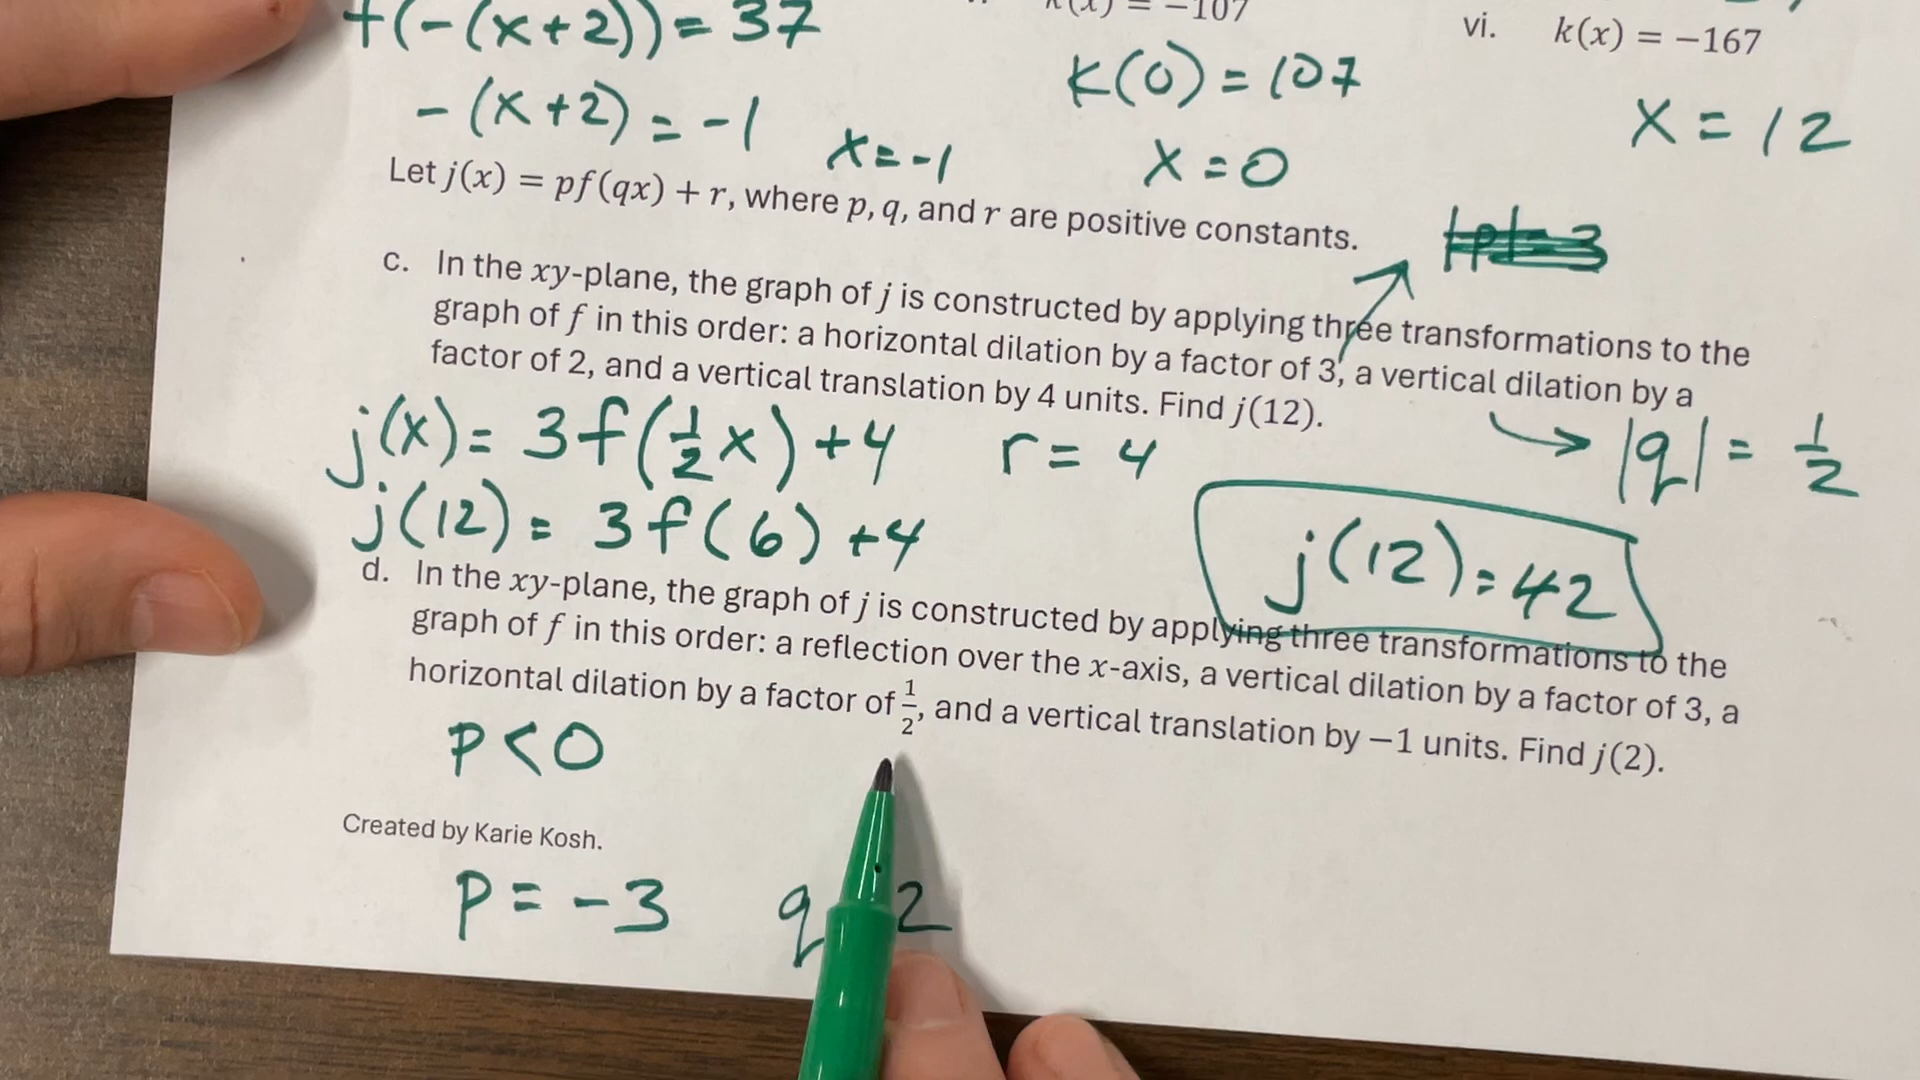 f(-(x+2)) = 37
k(x) = −107
vi. k(x) = −167
-(x+2) = -1
x=-1
K(0) = 107
x = 0
x = 12
Let j(x) = pf(qx) + r, where p, q, and r are positive constants.
c. In the xy-plane, the graph of j is constructed by applying three transformations to the
graph of f in this order: a horizontal dilation by a factor of 3, a vertical dilation by a
factor of 2, and a vertical translation by 4 units. Find j(12).
j(x) = 3f(1/2 x) +4
r = 4
|q| = 1/2
j(12) = 3f(6) +4
j(12) = 42
d. In the xy-plane, the graph of j is constructed by applying three transformations to the
graph of f in this order: a reflection over the x-axis, a vertical dilation by a factor of 3, a
horizontal dilation by a factor of 1/2, and a vertical translation by −1 units. Find j(2).
p<0
Created by Karie Kosh.
p = -3
q 2